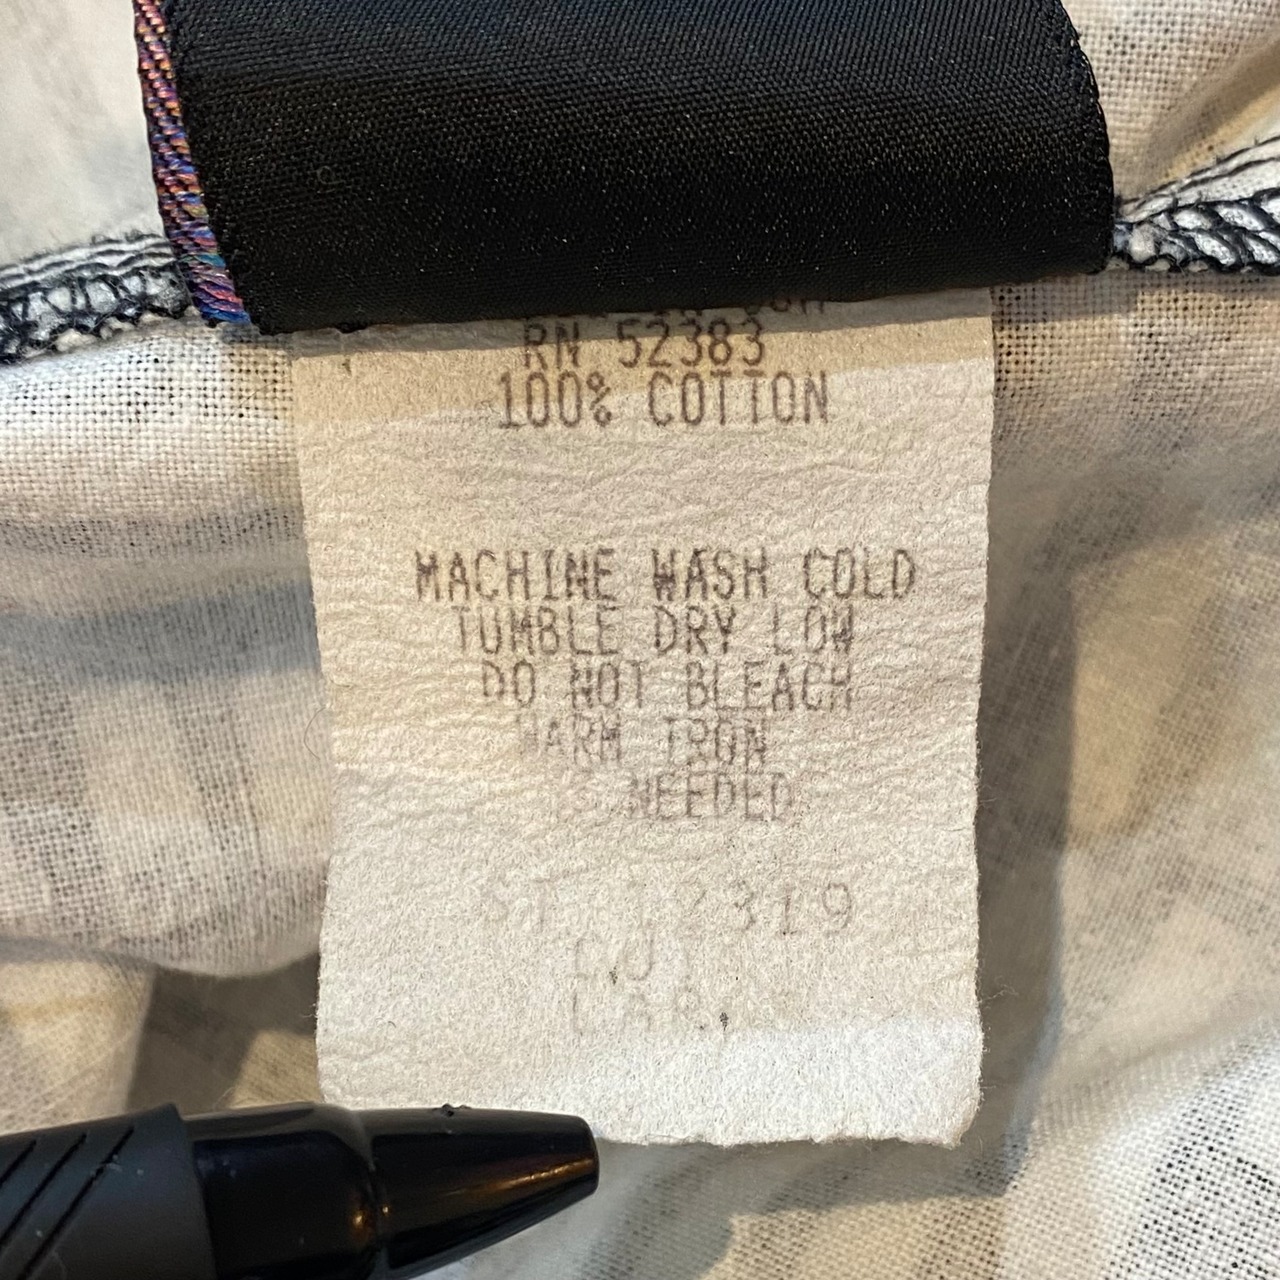 RN 52383
100% COTTON
MACHINE WASH COLD
TUMBLE DRY LOW
DO NOT BLEACH
WARM IRON
NEEDED